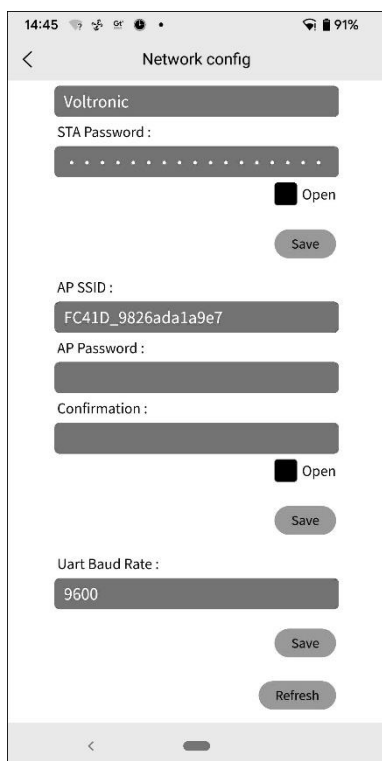 14:45 91%
Network config
Voltronic
STA Password :
• • • • • • • • • • • • • • • • •
Open
Save
AP SSID :
FC41D_9826ada1a9e7
AP Password :
Confirmation :
Open
Save
Uart Baud Rate :
9600
Save
Refresh